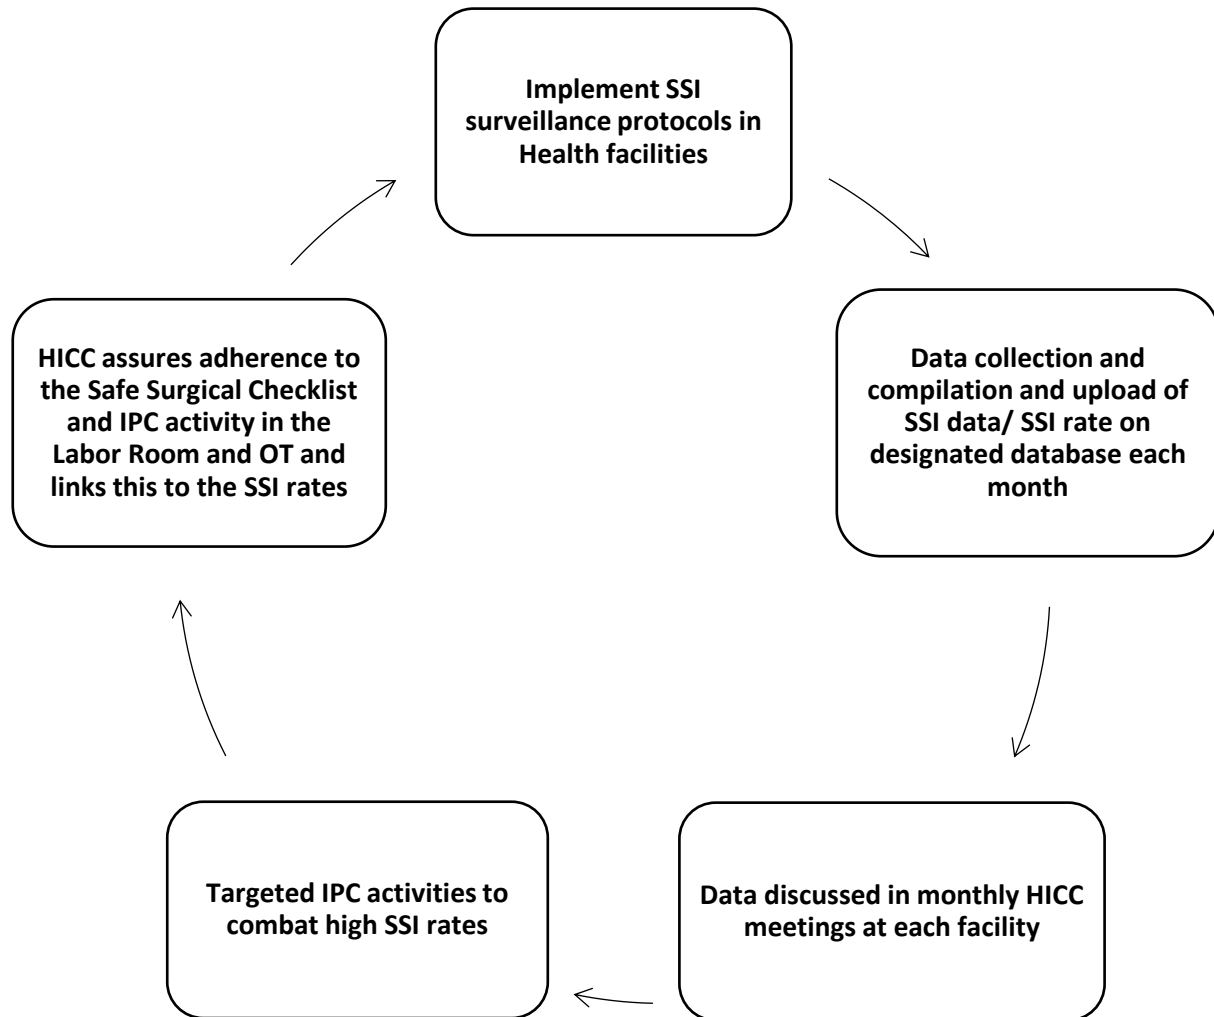 Implement SSI
surveillance protocols in
Health facilities
Data collection and
compilation and upload of
SSI data/ SSI rate on
designated database each
month
Data discussed in monthly HICC
meetings at each facility
Targeted IPC activities to
combat high SSI rates
HICC assures adherence to
the Safe Surgical Checklist
and IPC activity in the
Labor Room and OT and
links this to the SSI rates